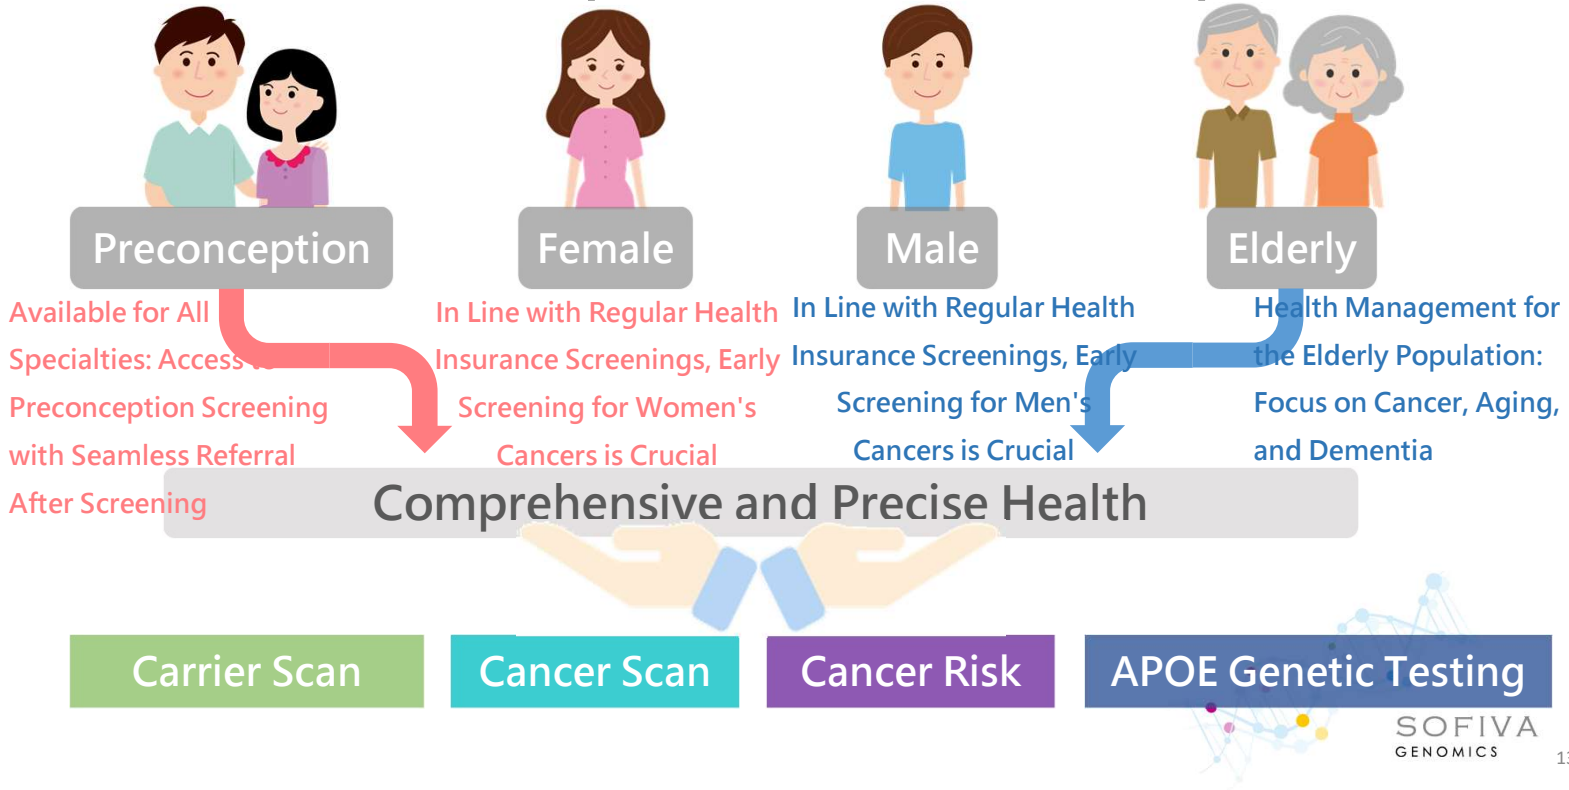 Preconception
Female
Male
Elderly
Available for All
Specialties: Access to
Preconception Screening
with Seamless Referral
After Screening
In Line with Regular Health
Insurance Screenings, Early
Screening for Women's
Cancers is Crucial
In Line with Regular Health
Insurance Screenings, Early
Screening for Men's
Cancers is Crucial
Health Management for
the Elderly Population:
Focus on Cancer, Aging,
and Dementia
Comprehensive and Precise Health
Carrier Scan
Cancer Scan
Cancer Risk
APOE Genetic Testing
SOFIVA
GENOMICS